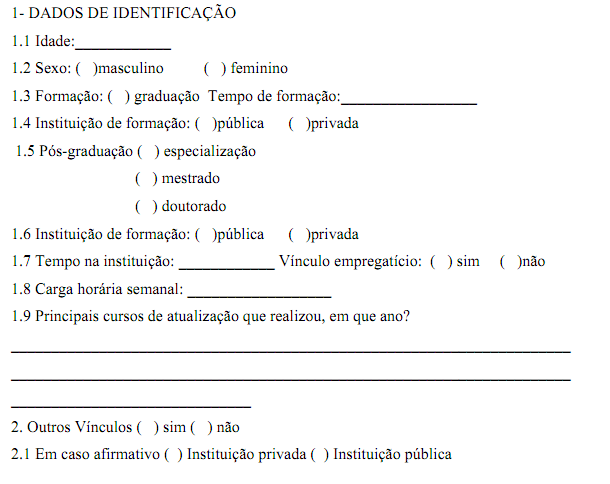 1- DADOS DE IDENTIFICAÇÃO
1.1 Idade:____________
1.2 Sexo: (   )masculino          (   ) feminino
1.3 Formação: (   ) graduação  Tempo de formação:_________________
1.4 Instituição de formação: (   )pública      (   )privada
1.5 Pós-graduação (   ) especialização
(   ) mestrado
(   ) doutorado
1.6 Instituição de formação: (   )pública      (   )privada
1.7 Tempo na instituição: ____________ Vínculo empregatício:  (   ) sim     (   )não
1.8 Carga horária semanal: __________________
1.9 Principais cursos de atualização que realizou, em que ano?
______________________________________________________________________
______________________________________________________________________
______________________________
2. Outros Vínculos (   ) sim (   ) não
2.1 Em caso afirmativo (  ) Instituição privada (  ) Instituição pública